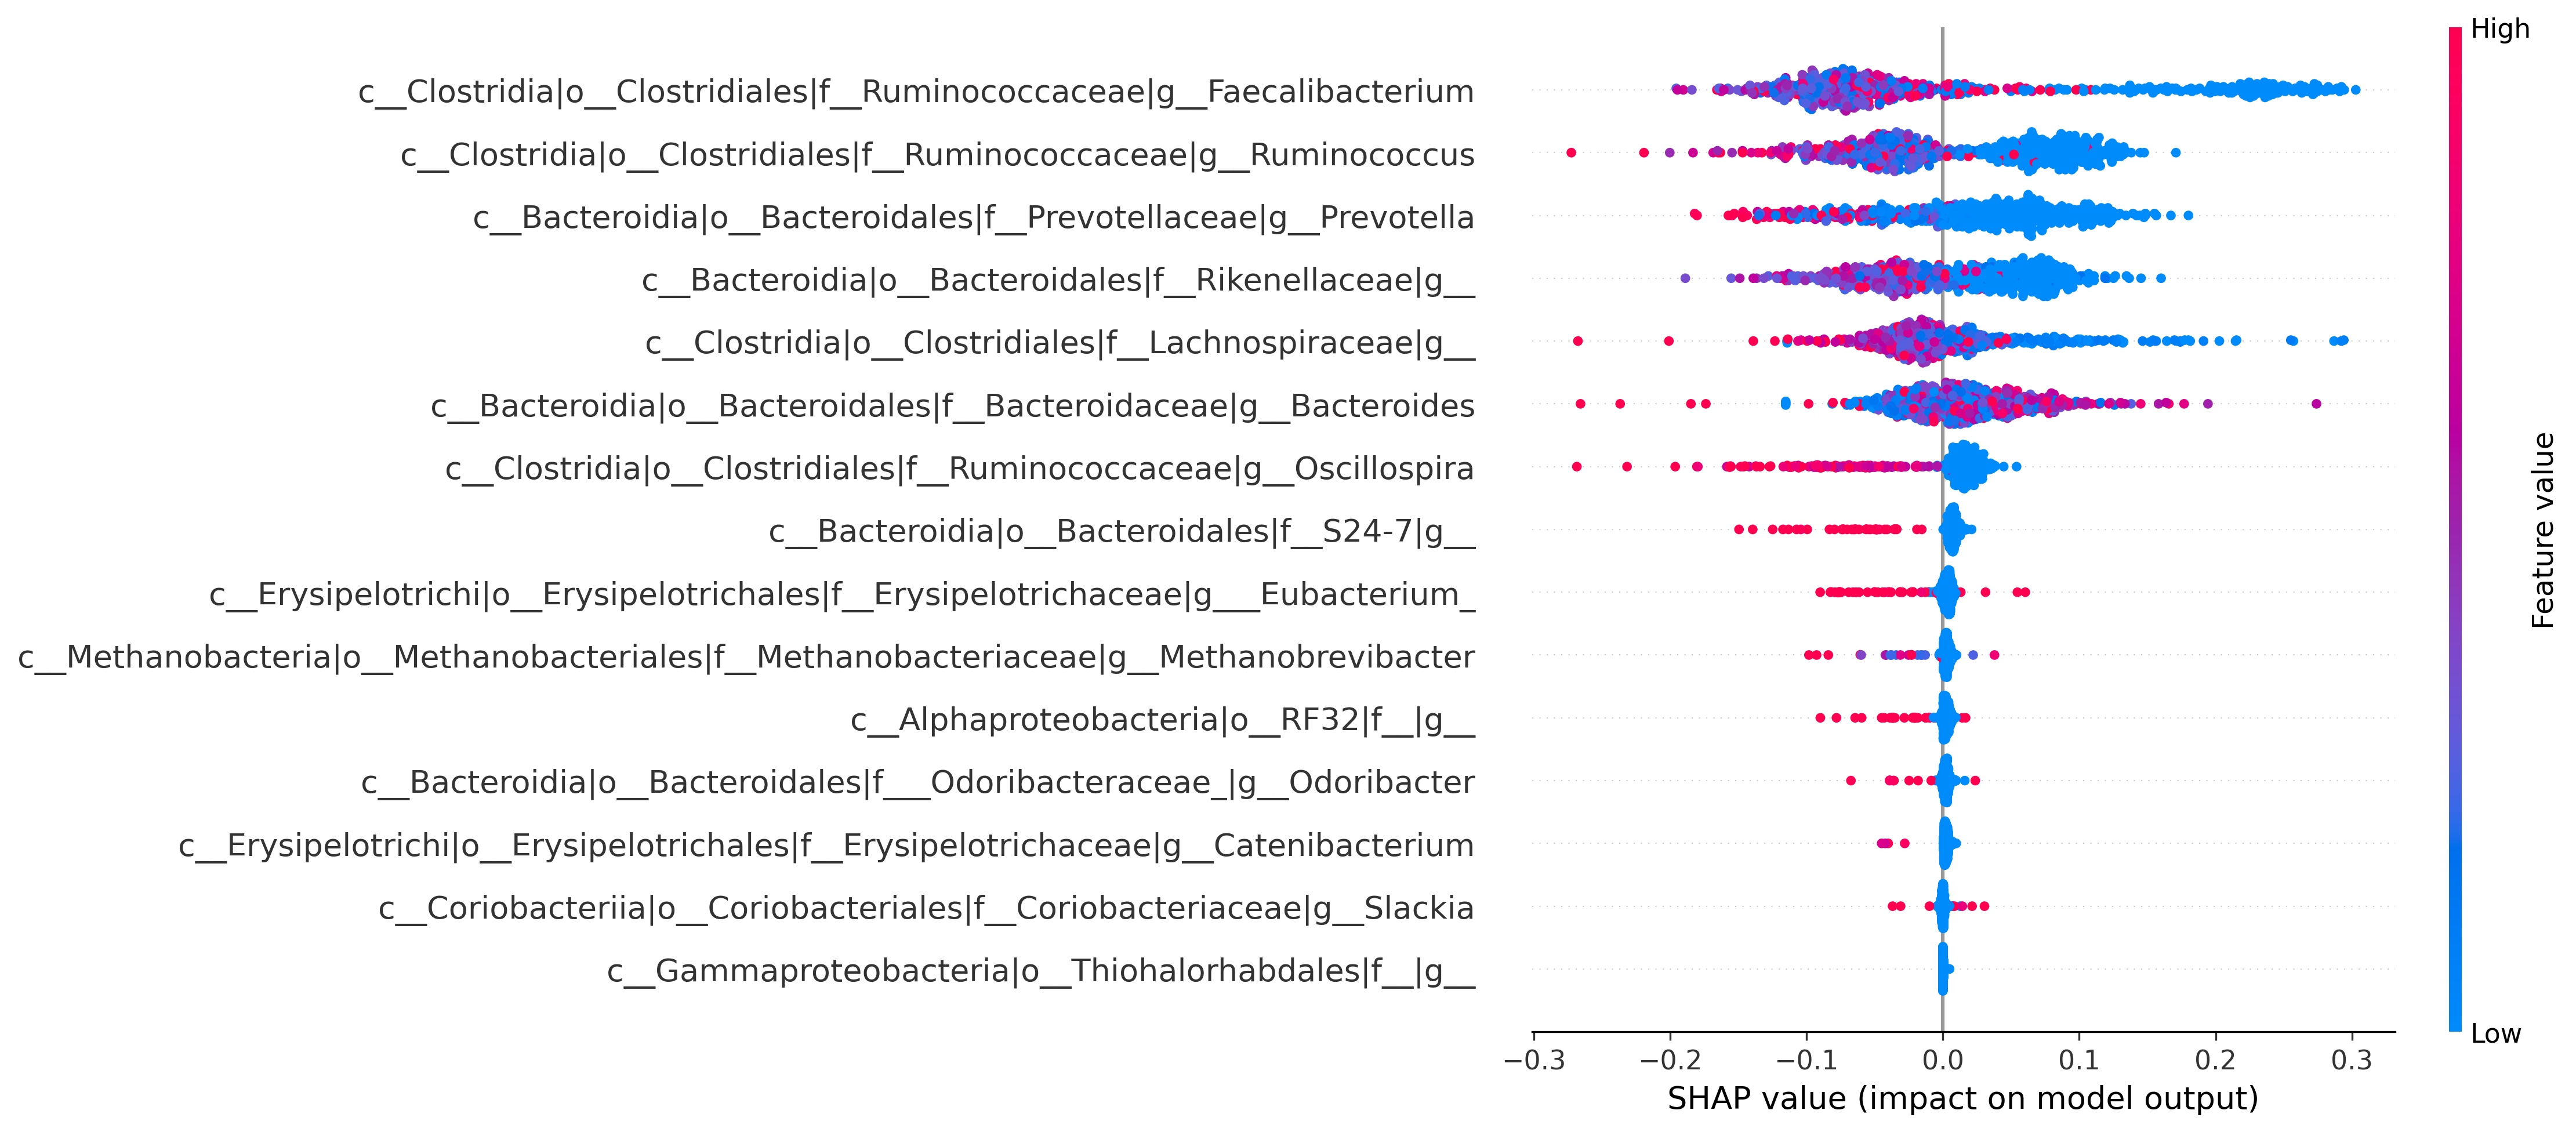 High
c__Clostridia|o__Clostridiales|f__Ruminococcaceae|g__Faecalibacterium
c__Clostridia|o__Clostridiales|f__Ruminococcaceae|g__Ruminococcus
c__Bacteroidia|o__Bacteroidales|f__Prevotellaceae|g__Prevotella
c__Bacteroidia|o__Bacteroidales|f__Rikenellaceae|g__
c__Clostridia|o__Clostridiales|f__Lachnospiraceae|g__
c__Bacteroidia|o__Bacteroidales|f__Bacteroidaceae|g__Bacteroides
c__Clostridia|o__Clostridiales|f__Ruminococcaceae|g__Oscillospira
c__Bacteroidia|o__Bacteroidales|f__S24-7|g__
c__Erysipelotrichi|o__Erysipelotrichales|f__Erysipelotrichaceae|g___Eubacterium_
c__Methanobacteria|o__Methanobacteriales|f__Methanobacteriaceae|g__Methanobrevibacter
c__Alphaproteobacteria|o__RF32|f__|g__
c__Bacteroidia|o__Bacteroidales|f___Odoribacteraceae_|g__Odoribacter
c__Erysipelotrichi|o__Erysipelotrichales|f__Erysipelotrichaceae|g__Catenibacterium
c__Coriobacteriia|o__Coriobacteriales|f__Coriobacteriaceae|g__Slackia
c__Gammaproteobacteria|o__Thiohalorhabdales|f__|g__
Feature value
Low
−0.3 −0.2 −0.1 0.0 0.1 0.2 0.3
SHAP value (impact on model output)